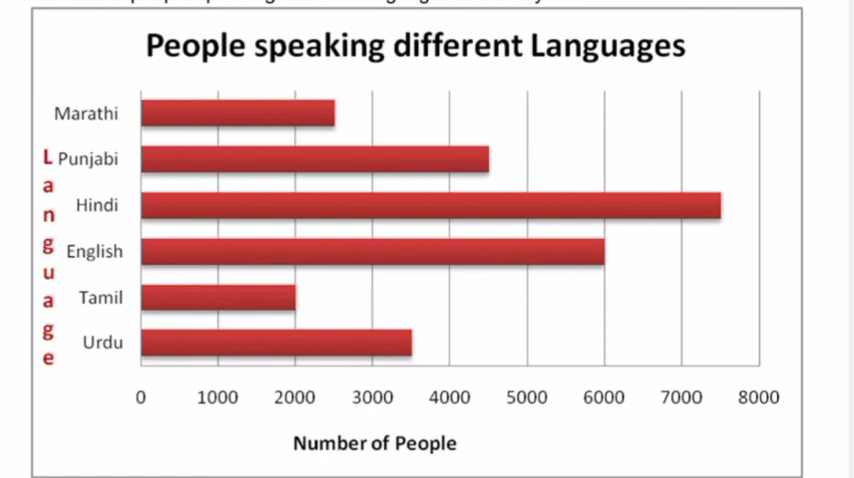 People speaking different Languages
Marathi
Punjabi
Hindi
English
Tamil
Urdu
Language
0 1000 2000 3000 4000 5000 6000 7000 8000
Number of People